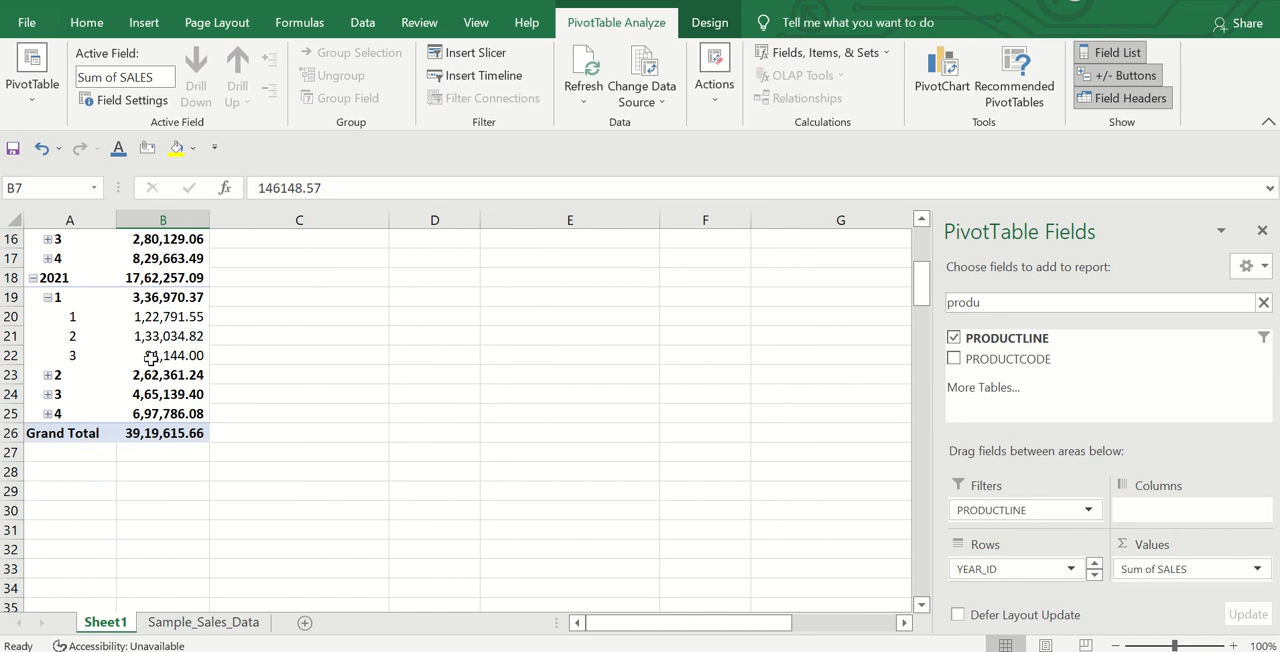 File Home Insert Page Layout Formulas Data Review View Help PivotTable Analyze Design Tell me what you want to do Share
PivotTable
Active Field:
Sum of SALES
Field Settings
Drill Down
Drill Up
Active Field
Group Selection
Ungroup
Group Field
Group
Insert Slicer
Insert Timeline
Filter Connections
Filter
Refresh
Change Data Source
Data
Actions
Fields, Items, & Sets
OLAP Tools
Relationships
Calculations
PivotChart
Recommended PivotTables
Tools
Field List
+/- Buttons
Field Headers
Show
B7 fx 146148.57
A B C D E F G
16 3 2,80,129.06
17 4 8,29,663.49
18 2021 17,62,257.09
19 1 3,36,970.37
20 1 1,22,791.55
21 2 1,33,034.82
22 3 ,144.00
23 2 2,62,361.24
24 3 4,65,139.40
25 4 6,97,786.08
26 Grand Total 39,19,615.66
27
28
29
30
31
32
33
34
35
PivotTable Fields
Choose fields to add to report:
produ
PRODUCTLINE
PRODUCTCODE
More Tables...
Drag fields between areas below:
Filters
PRODUCTLINE
Columns
Rows
YEAR_ID
Values
Sum of SALES
Defer Layout Update Update
Sheet1 Sample_Sales_Data
Ready Accessibility: Unavailable 100%